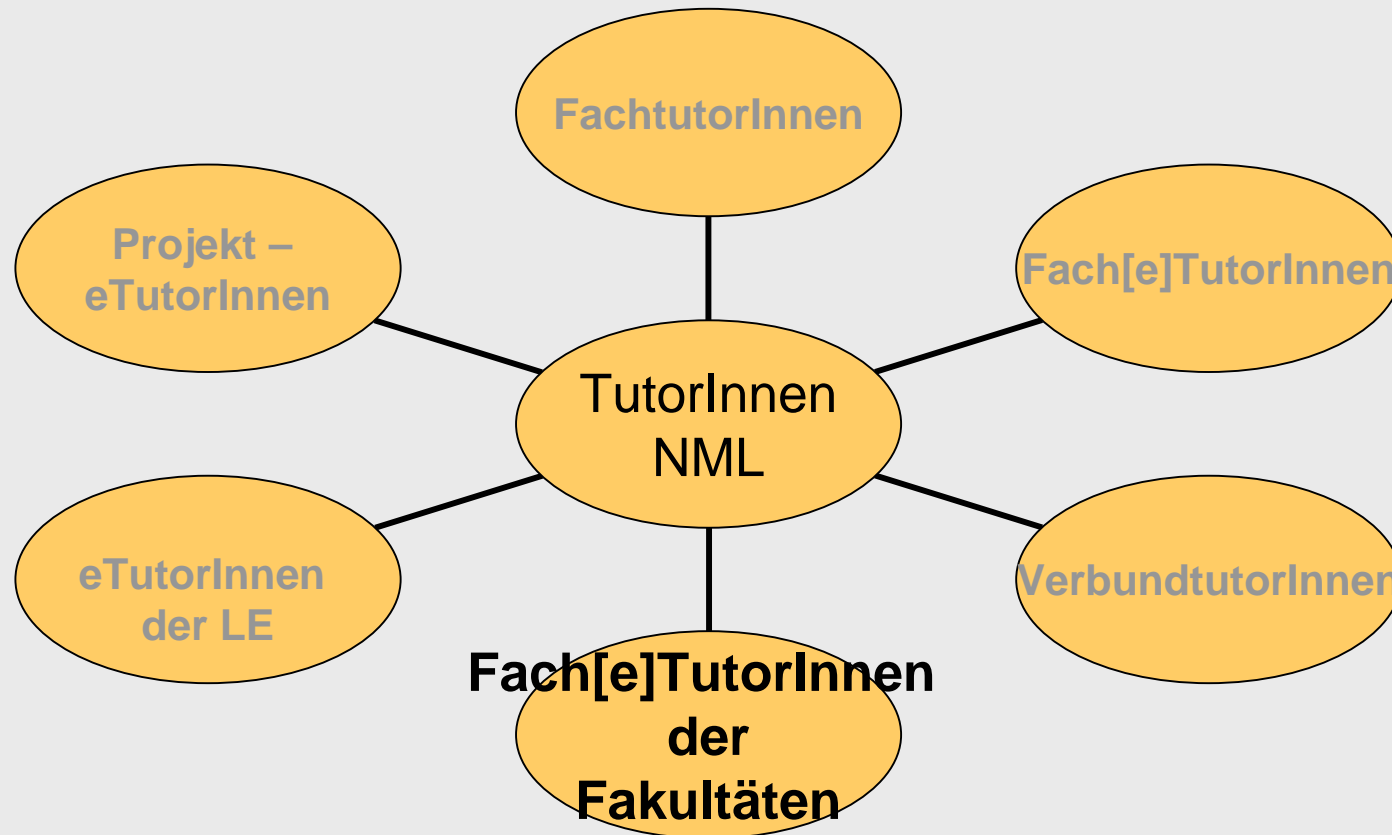 FachtutorInnen
Projekt –
eTutorInnen
Fach[e]TutorInnen
TutorInnen
NML
eTutorInnen
der LE
VerbundtutorInnen
Fach[e]TutorInnen
der
Fakultäten